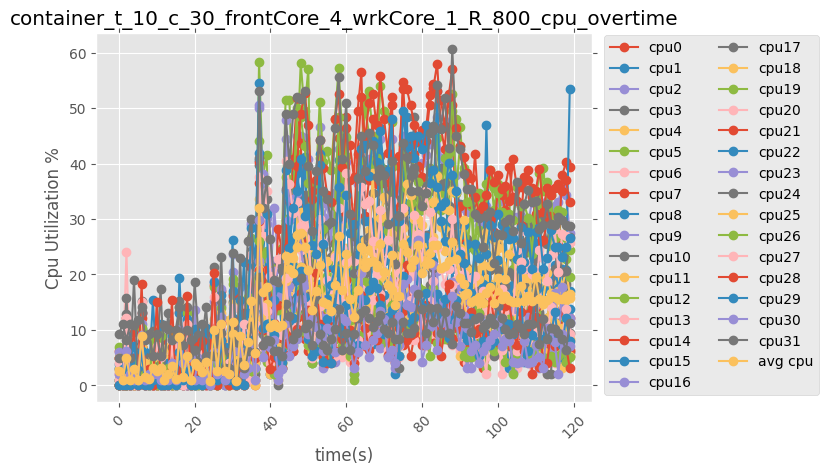 container_t_10_c_30_frontCore_4_wrkCore_1_R_800_cpu_overtime
Cpu Utilization %
60
50
40
30
20
10
0
0
20
40
60
80
100
120
time(s)
cpu0
cpu1
cpu2
cpu3
cpu4
cpu5
cpu6
cpu7
cpu8
cpu9
cpu10
cpu11
cpu12
cpu13
cpu14
cpu15
cpu16
cpu17
cpu18
cpu19
cpu20
cpu21
cpu22
cpu23
cpu24
cpu25
cpu26
cpu27
cpu28
cpu29
cpu30
cpu31
avg cpu